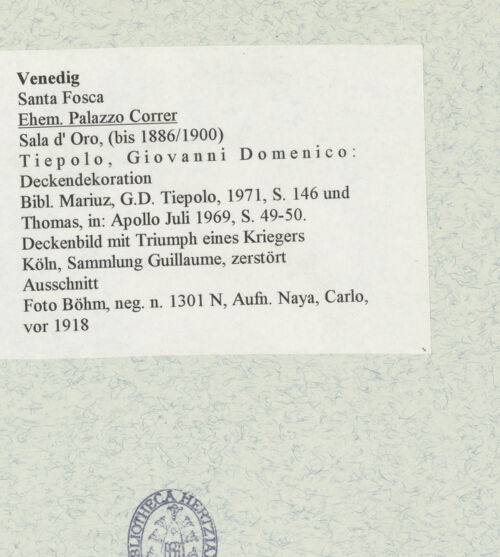 Venedig
Santa Fosca
Ehem. Palazzo Correr
Sala d' Oro, (bis 1886/1900)
Tiepolo, Giovanni Domenico:
Deckendekoration
Bibl. Mariuz, G.D. Tiepolo, 1971, S. 146 und
Thomas, in: Apollo Juli 1969, S. 49-50.
Deckenbild mit Triumph eines Kriegers
Köln, Sammlung Guillaume, zerstört
Ausschnitt
Foto Böhm, neg. n. 1301 N, Aufn. Naya, Carlo,
vor 1918
BLIOTHECA HERTZIA